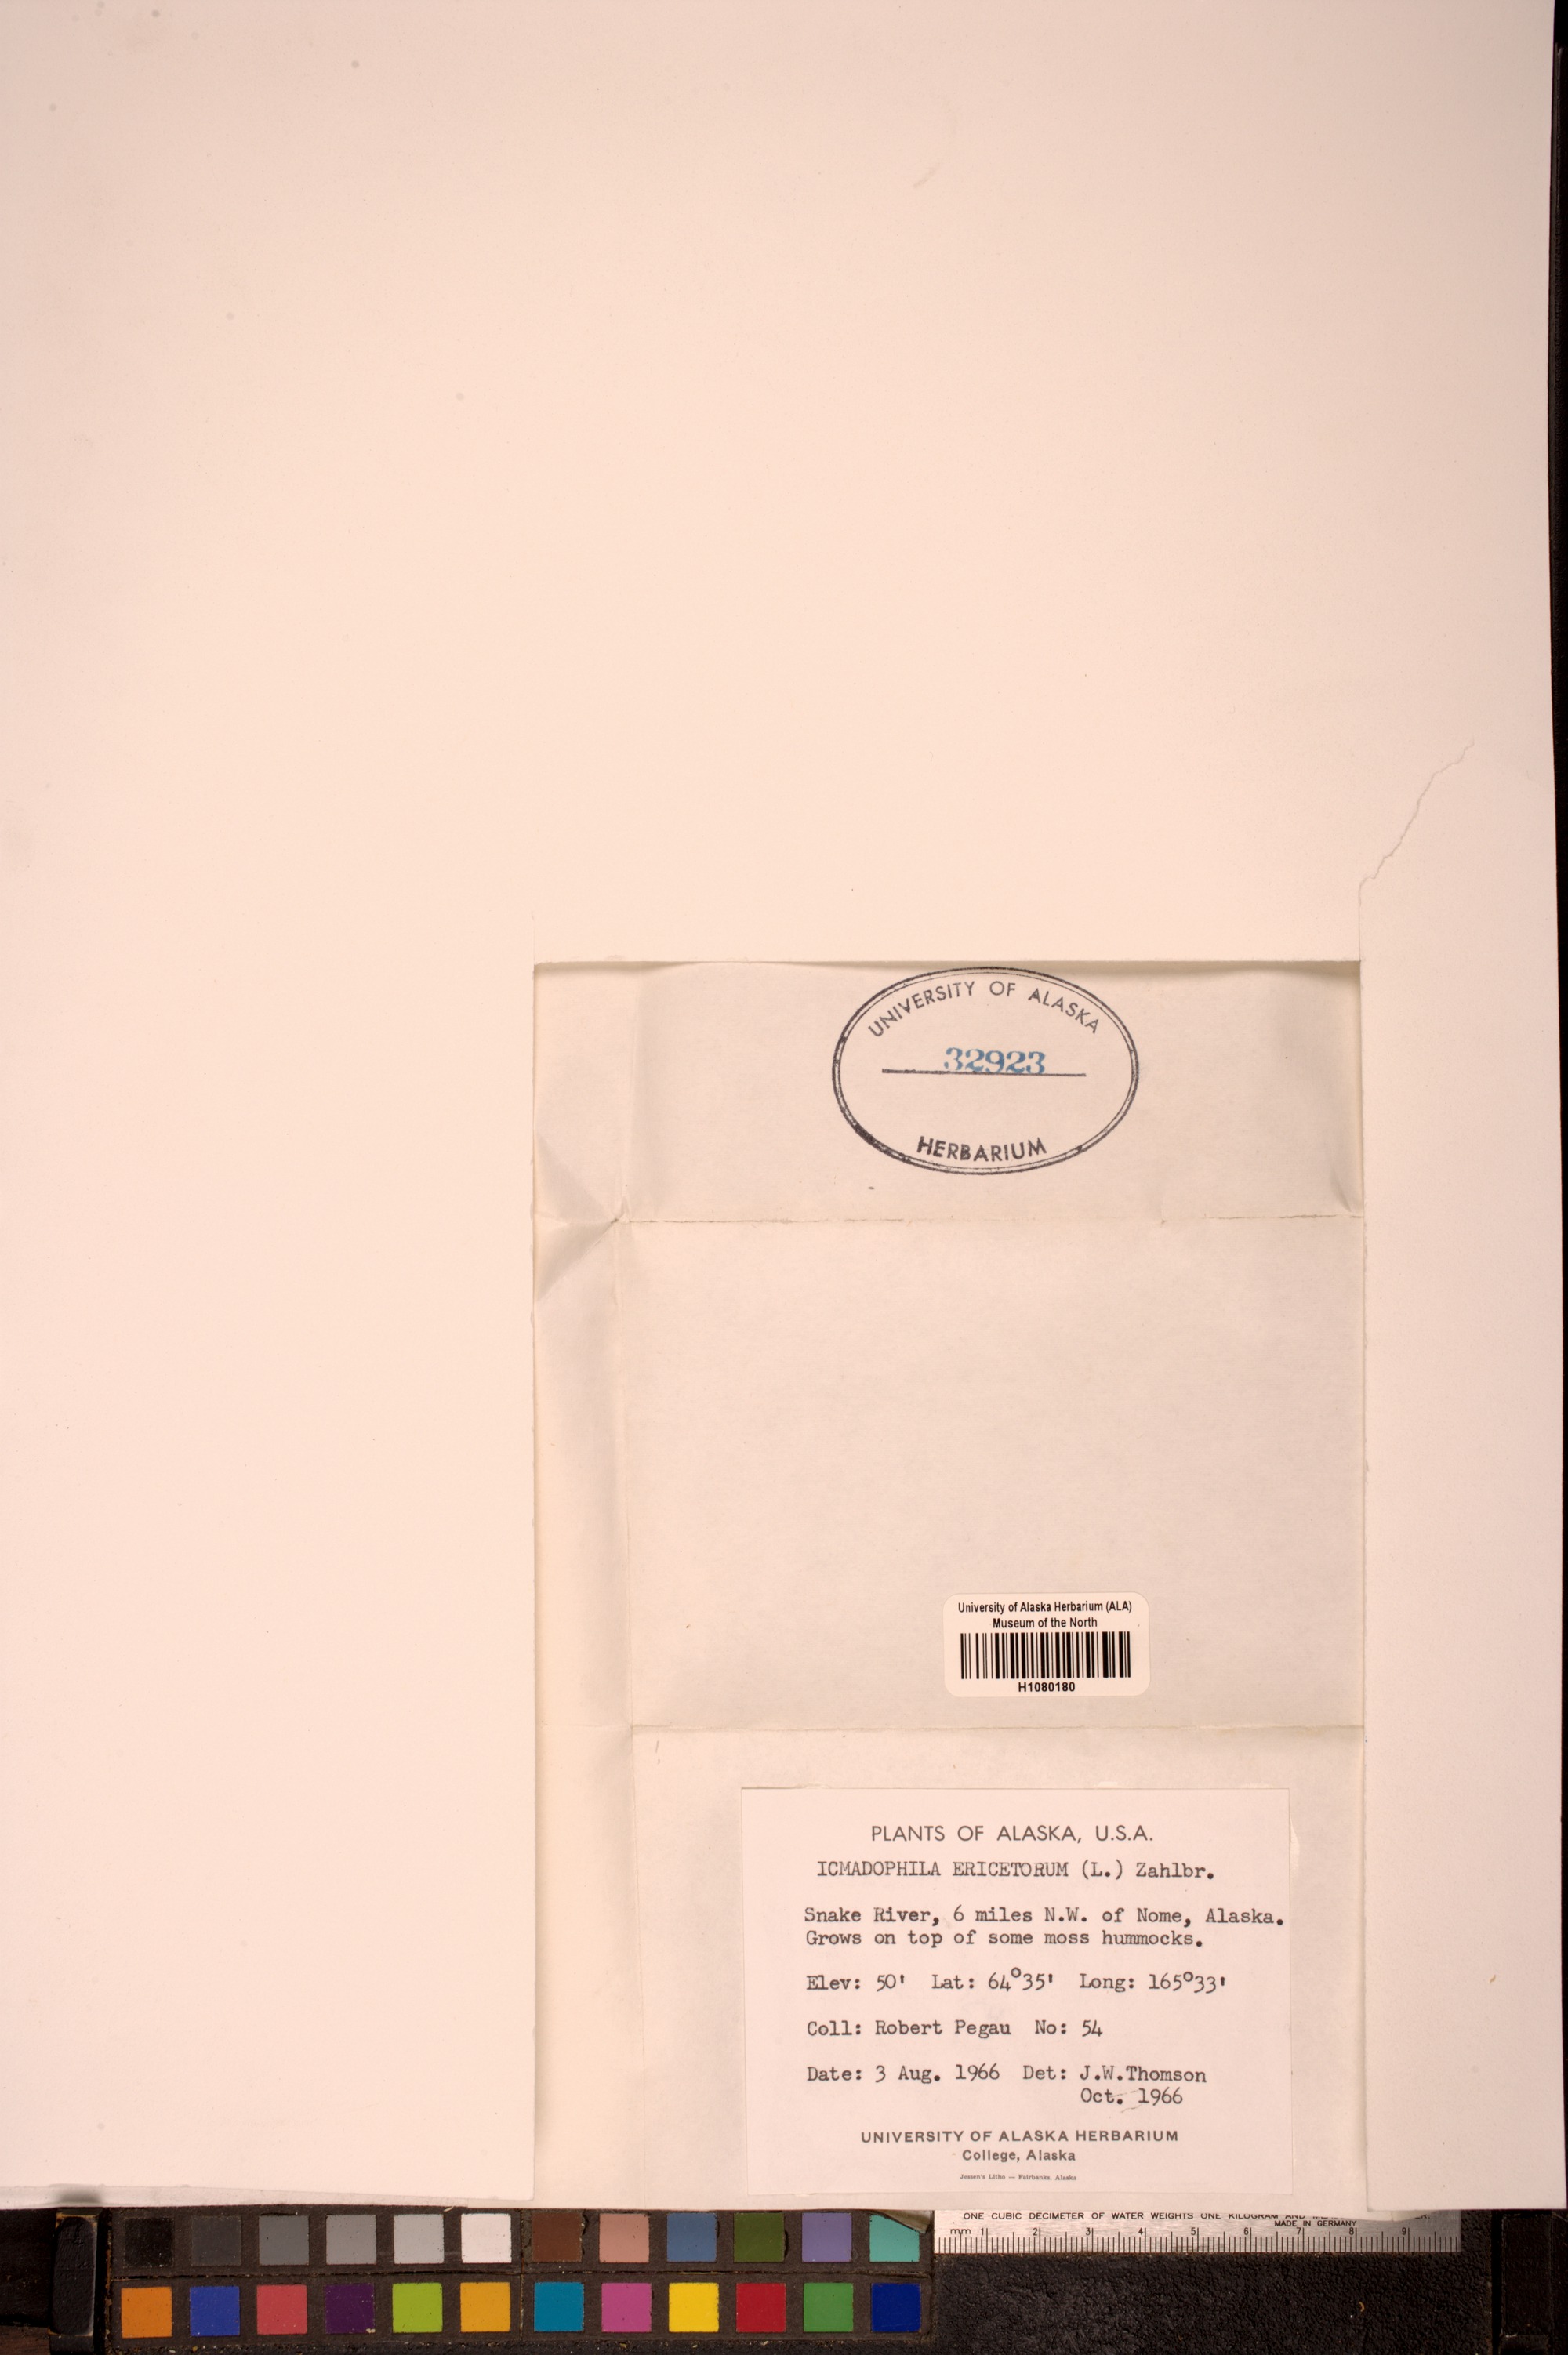 UNIVERSITY OF ALASKA
32923
HERBARIUM
University of Alaska Herbarium (ALA)
Museum of the North
H1080180
PLANTS OF ALASKA, U.S.A.
ICMADOPHILA ERICETORUM (L.) Zahlbr.
Snake River, 6 miles N.W. of Nome, Alaska.
Grows on top of some moss hummocks.
Elev: 50' Lat: 64°35' Long: 165°33'
Coll: Robert Pegau No: 54
Date: 3 Aug. 1966 Det: J.W.Thomson
Oct. 1966
UNIVERSITY OF ALASKA HERBARIUM
College, Alaska
Jessen's Litho — Fairbanks, Alaska
ONE CUBIC DECIMETER OF WATER WEIGHTS ONE KILOGRAM AND
MADE IN GERMANY
mm 1 2 3 4 5 6 7 8 9